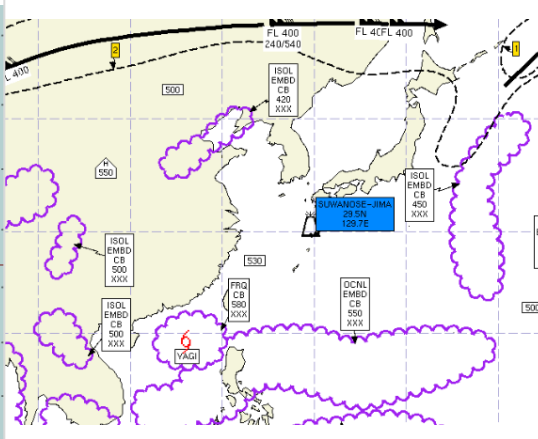 FL 400
240/540
FL 400
FL 400
L 400
2
1
500
ISOL
EMBD
CB
420
XXX
H
550
ISOL
EMBD
CB
450
XXX
SUWANOSE-JIMA
29.5N
129.7E
ISOL
EMBD
CB
500
XXX
530
FRQ
CB
580
XXX
OCNL
EMBD
CB
550
XXX
ISOL
EMBD
CB
500
XXX
500
YAGI